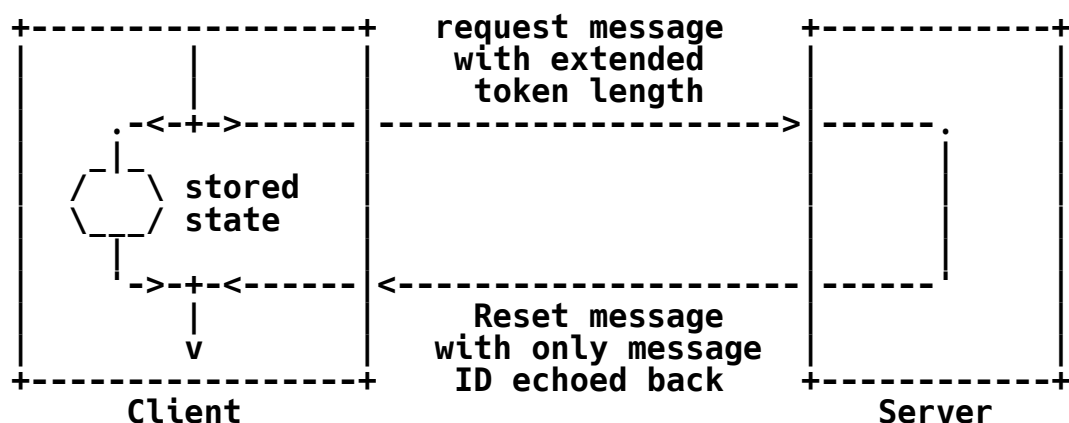 request message
with extended
token length
stored
state
Reset message
with only message
ID echoed back
Client
Server